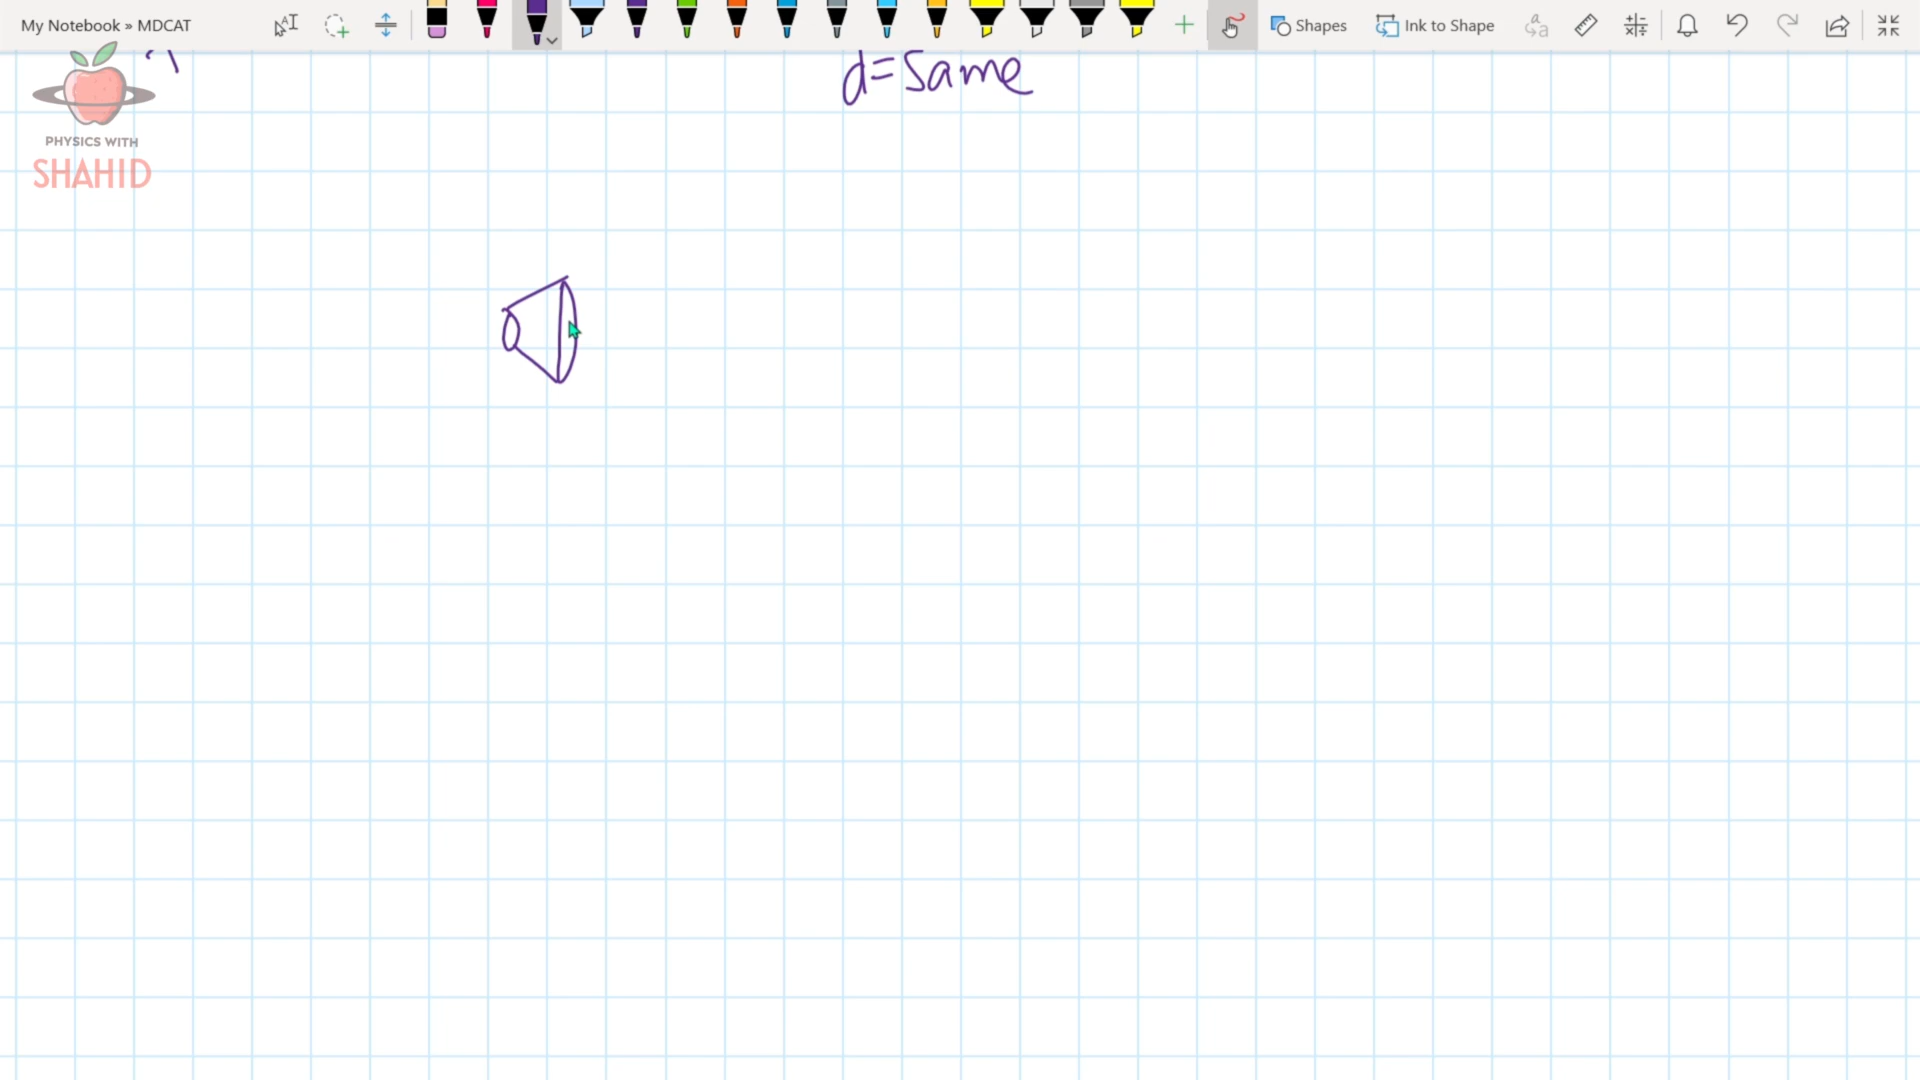 My Notebook » MDCAT
Shapes
Ink to Shape
d=Same
PHYSICS WITH
SHAHID